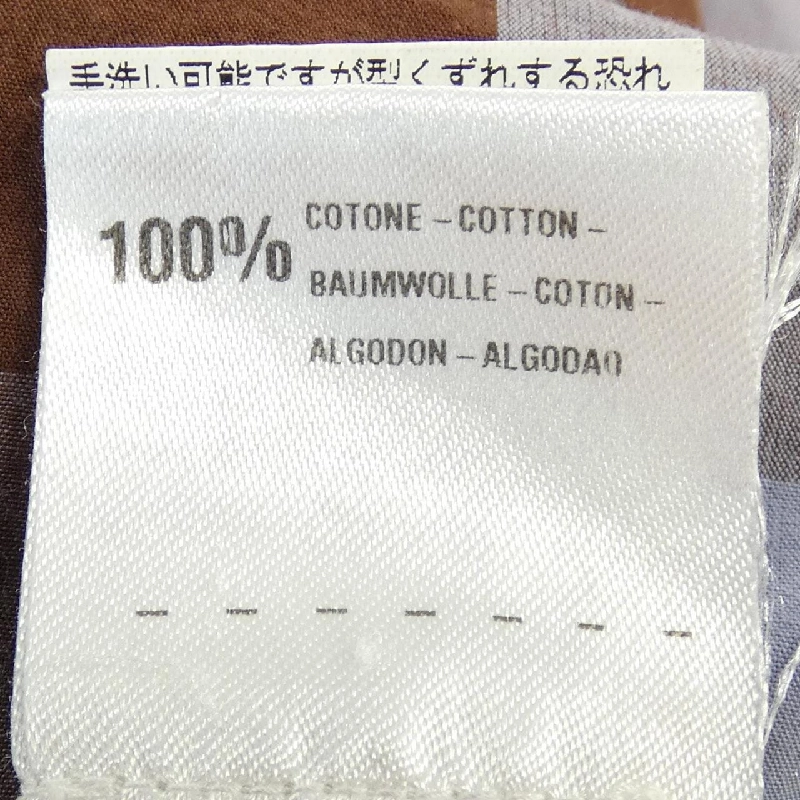 手洗い可能ですが型くずれする恐れ
100% COTONE – COTTON –
BAUMWOLLE – COTON –
ALGODON – ALGODAO
– – – – – – –